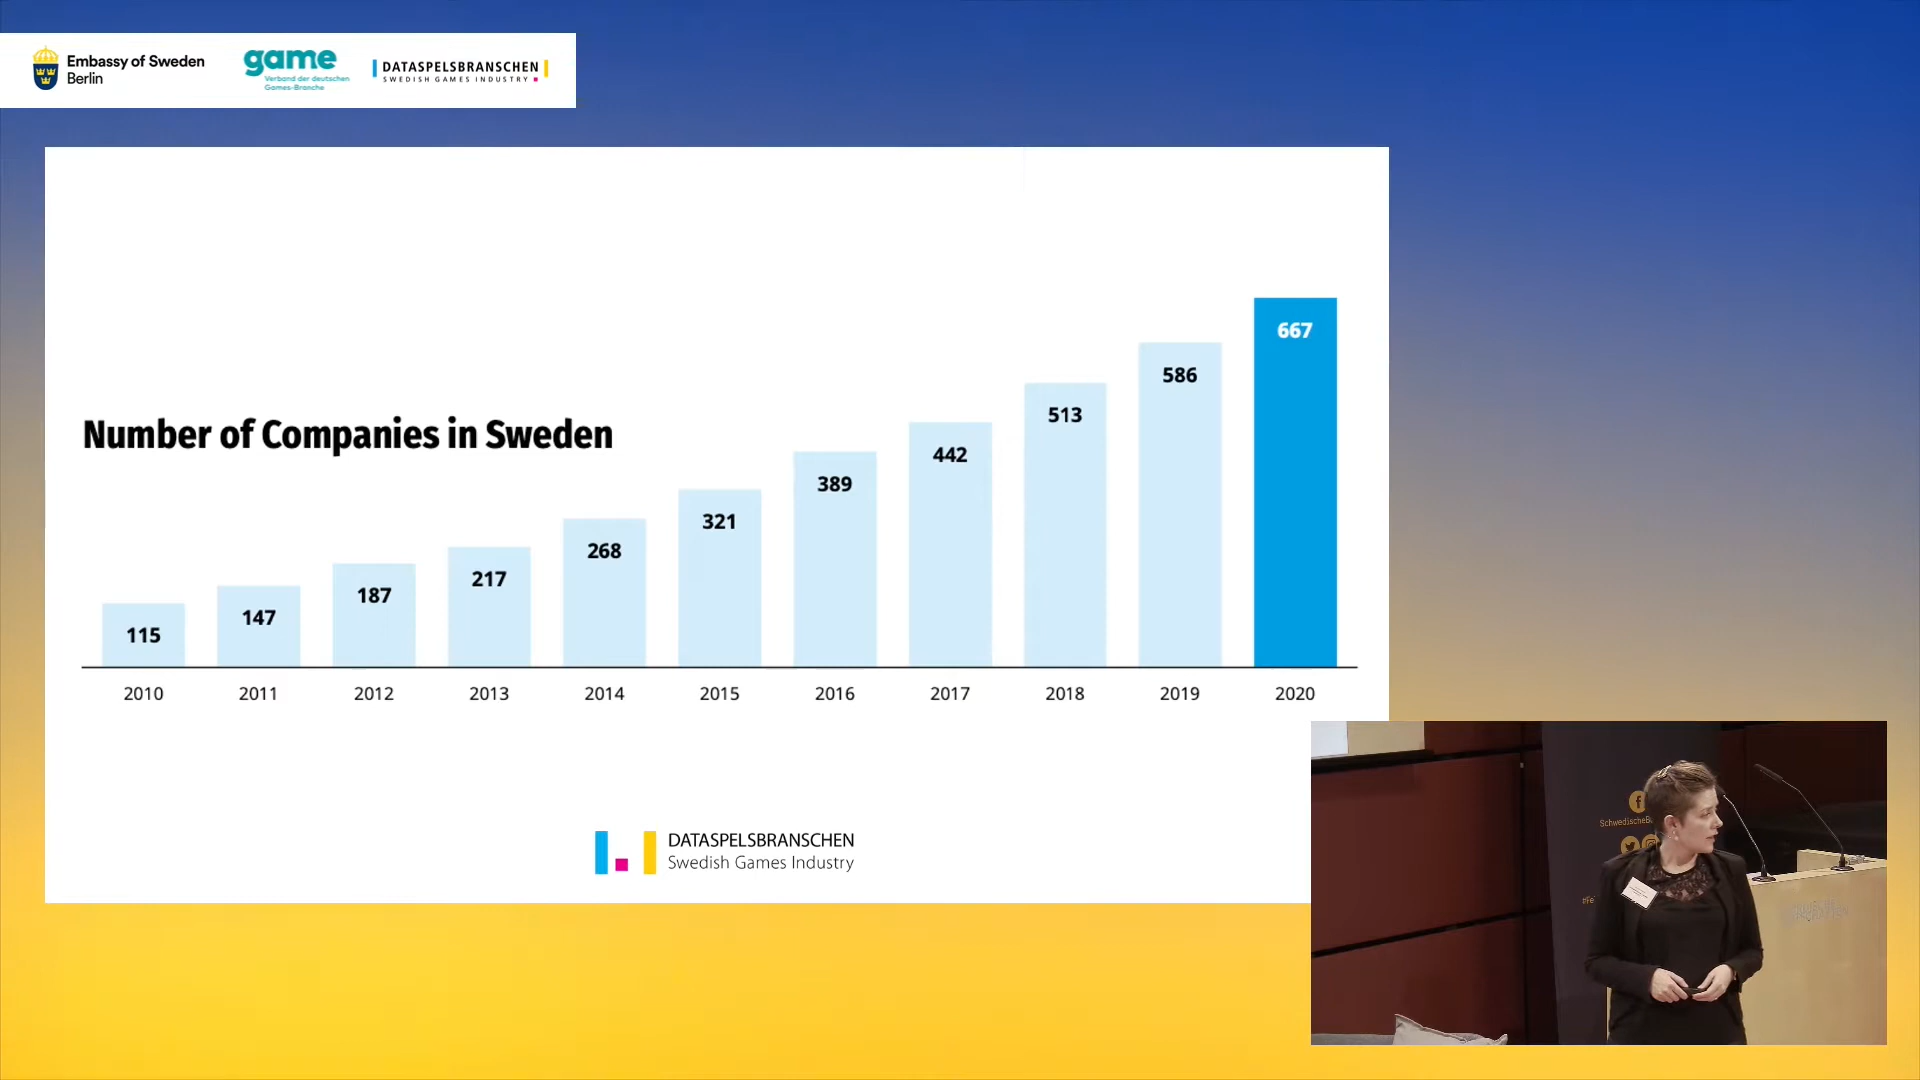 Embassy of Sweden
Berlin
game
Verband der deutschen
Games-Branche
DATASPELSBRANSCHEN
SWEDISH GAMES INDUSTRY
Number of Companies in Sweden
115
147
187
217
268
321
389
442
513
586
667
2010
2011
2012
2013
2014
2015
2016
2017
2018
2019
2020
DATASPELSBRANSCHEN
Swedish Games Industry